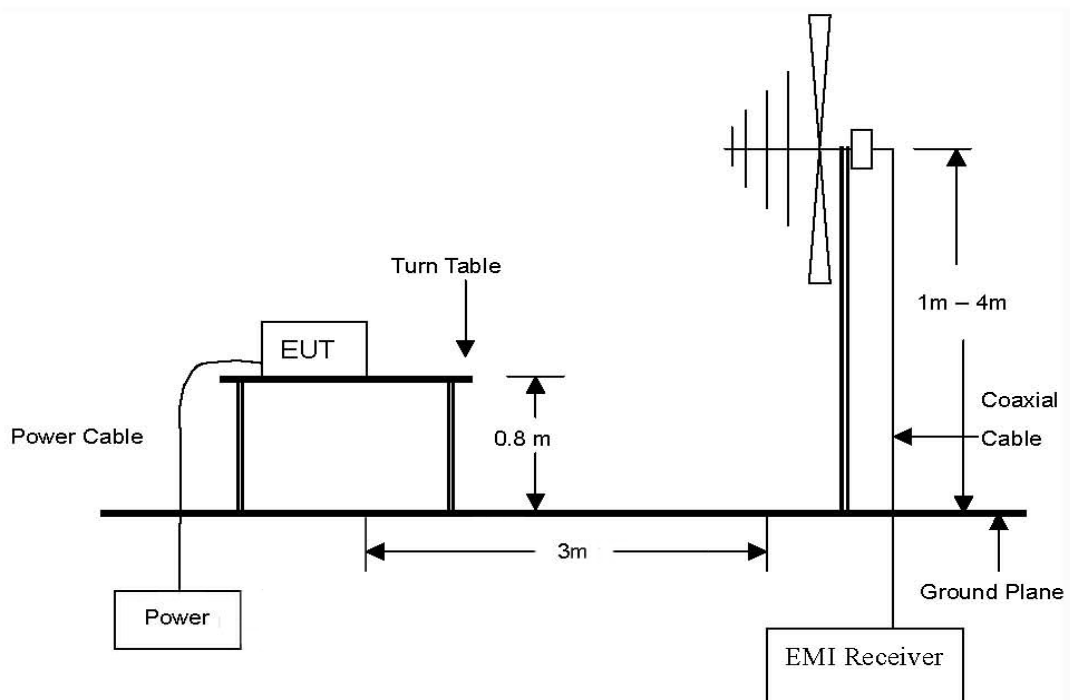 Turn Table
EUT
1m – 4m
Power Cable
0.8 m
Coaxial
Cable
3m
Ground Plane
Power
EMI Receiver